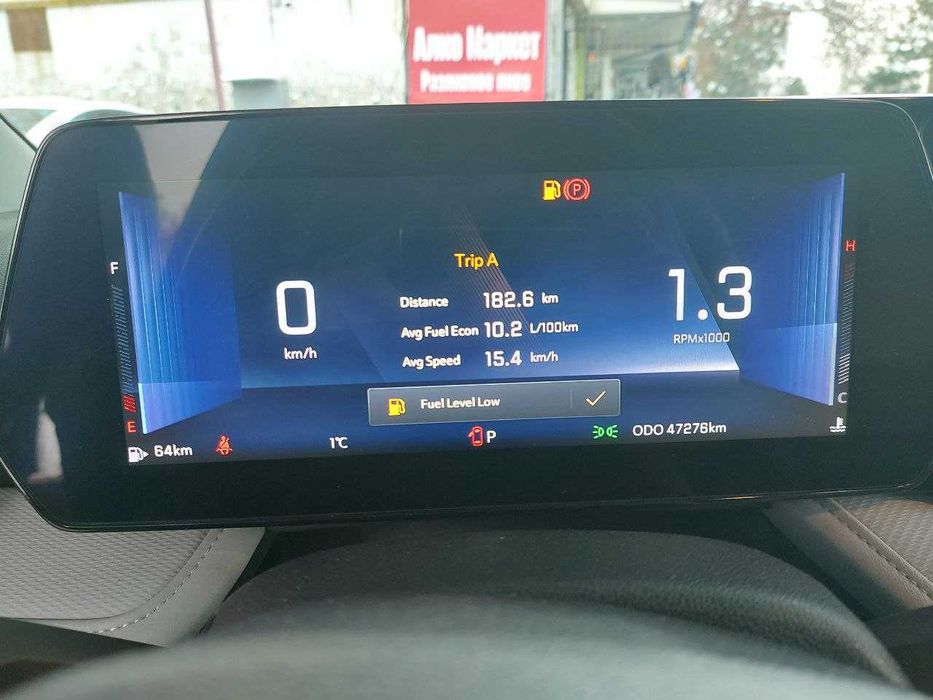 Алко Маркет
Разливное пиво
P
F
H
Trip A
0
km/h
1.3
RPMx1000
Distance 182.6 km
Avg Fuel Econ 10.2 L/100km
Avg Speed 15.4 km/h
Fuel Level Low
E
C
64km
1℃
P
ODO 47276km